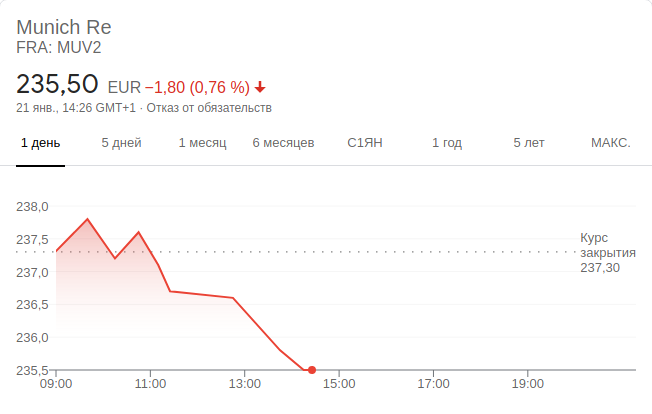 Munich Re
FRA: MUV2
235,50 EUR −1,80 (0,76 %)
21 янв., 14:26 GMT+1 · Отказ от обязательств
1 день 5 дней 1 месяц 6 месяцев С1ЯН 1 год 5 лет МАКС.
238,0
237,5
237,0
236,5
236,0
235,5
Курс
закрытия
237,30
09:00 11:00 13:00 15:00 17:00 19:00